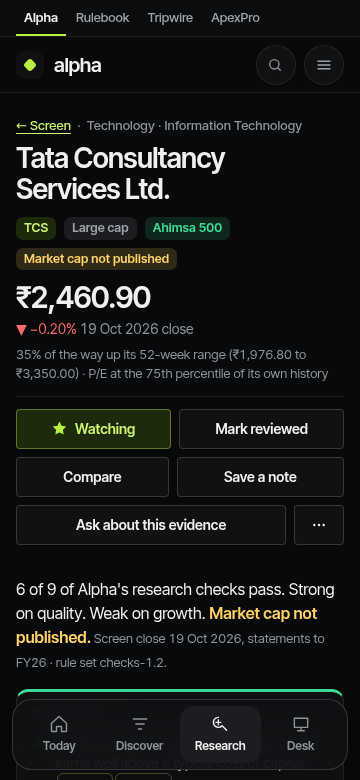 Alpha Rulebook Tripwire ApexPro
alpha
← Screen · Technology · Information Technology
Tata Consultancy
Services Ltd.
TCS Large cap Ahimsa 500
Market cap not published
₹2,460.90
▼ −0.20% 19 Oct 2026 close
35% of the way up its 52-week range (₹1,976.80 to
₹3,350.00) · P/E at the 75th percentile of its own history
★ Watching Mark reviewed
Compare Save a note
Ask about this evidence ···
6 of 9 of Alpha's research checks pass. Strong
on quality. Weak on growth. Market cap not
published. Screen close 19 Oct 2026, statements to
FY26 · rule set checks-1.2.
Today Discover Research Desk